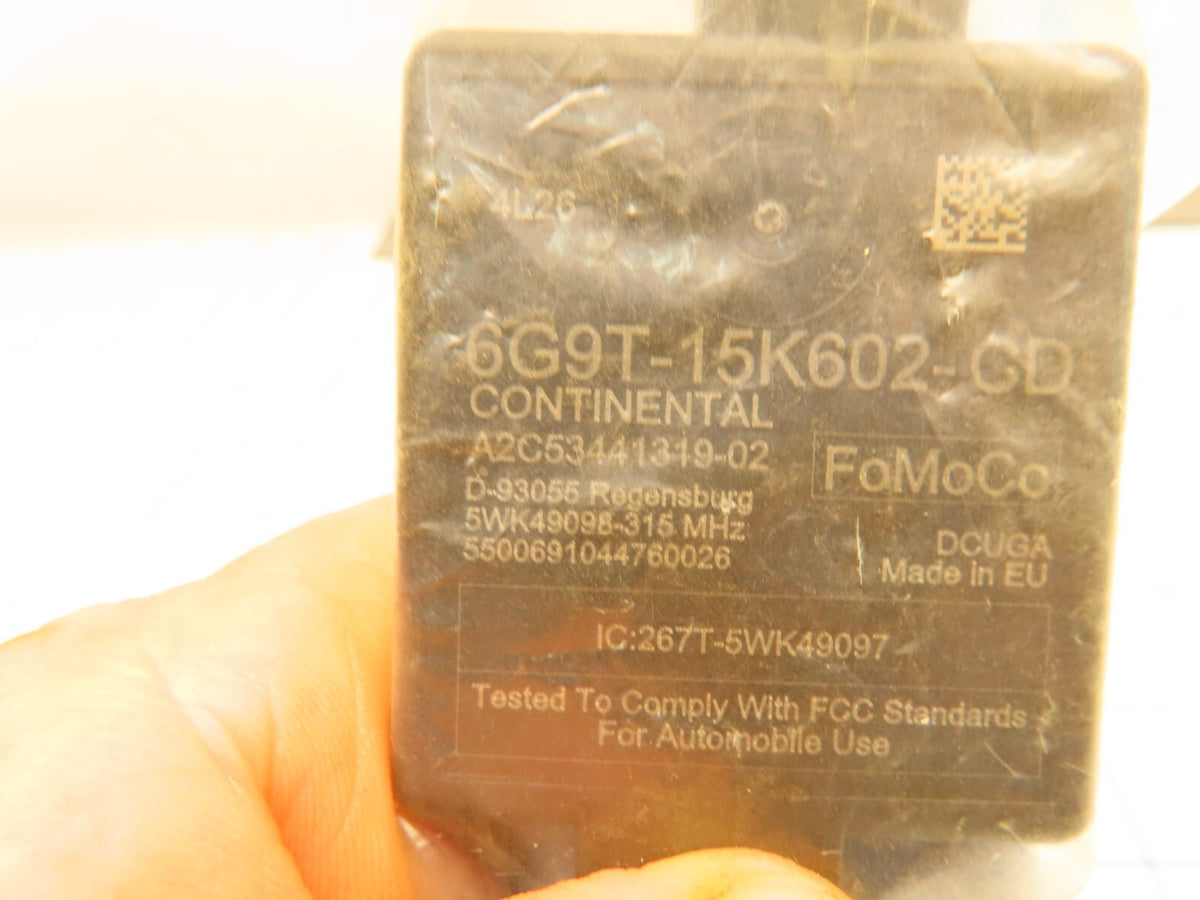 4L26
6G9T-15K602-CD
CONTINENTAL
A2C53441319-02
FoMoCo
D-93055 Regensburg
5WK49098-315 MHz
5500691044760026
DCUGA
Made in EU
IC:267T-5WK49097
Tested To Comply With FCC Standards
For Automobile Use